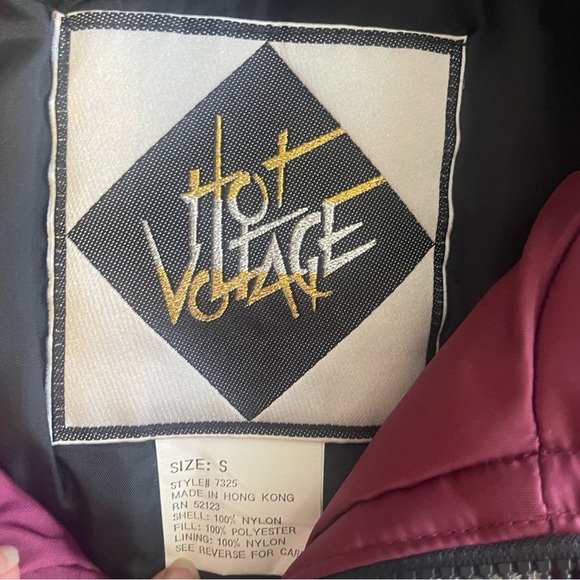 HOT
VOLTAGE
SIZE: S
STYLE# 7325
MADE IN HONG KONG
RN 52123
SHELL: 100% NYLON
FILL: 100% POLYESTER
LINING: 100% NYLON
SEE REVERSE FOR CAR